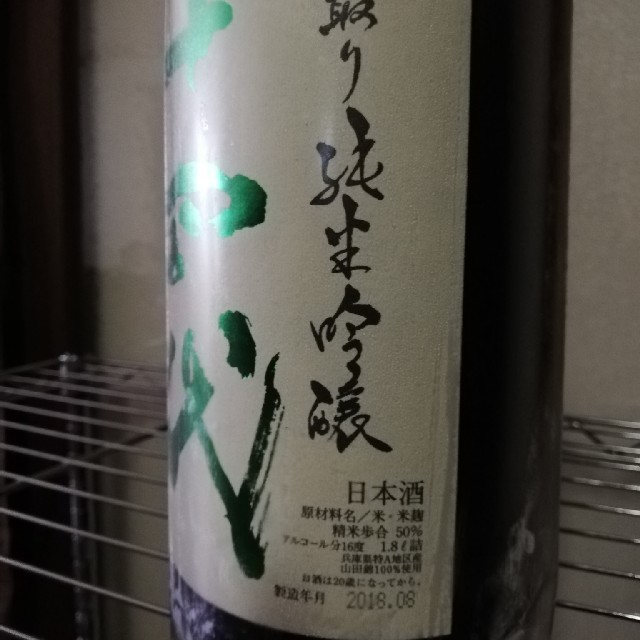 取り純米吟醸
日本酒
原材料名/米・米麹
精米歩合 50%
アルコール分16度 1.8ℓ詰
兵庫県特A地区産
山田錦100%使用
お酒は20歳になってから。
製造年月 2018.08